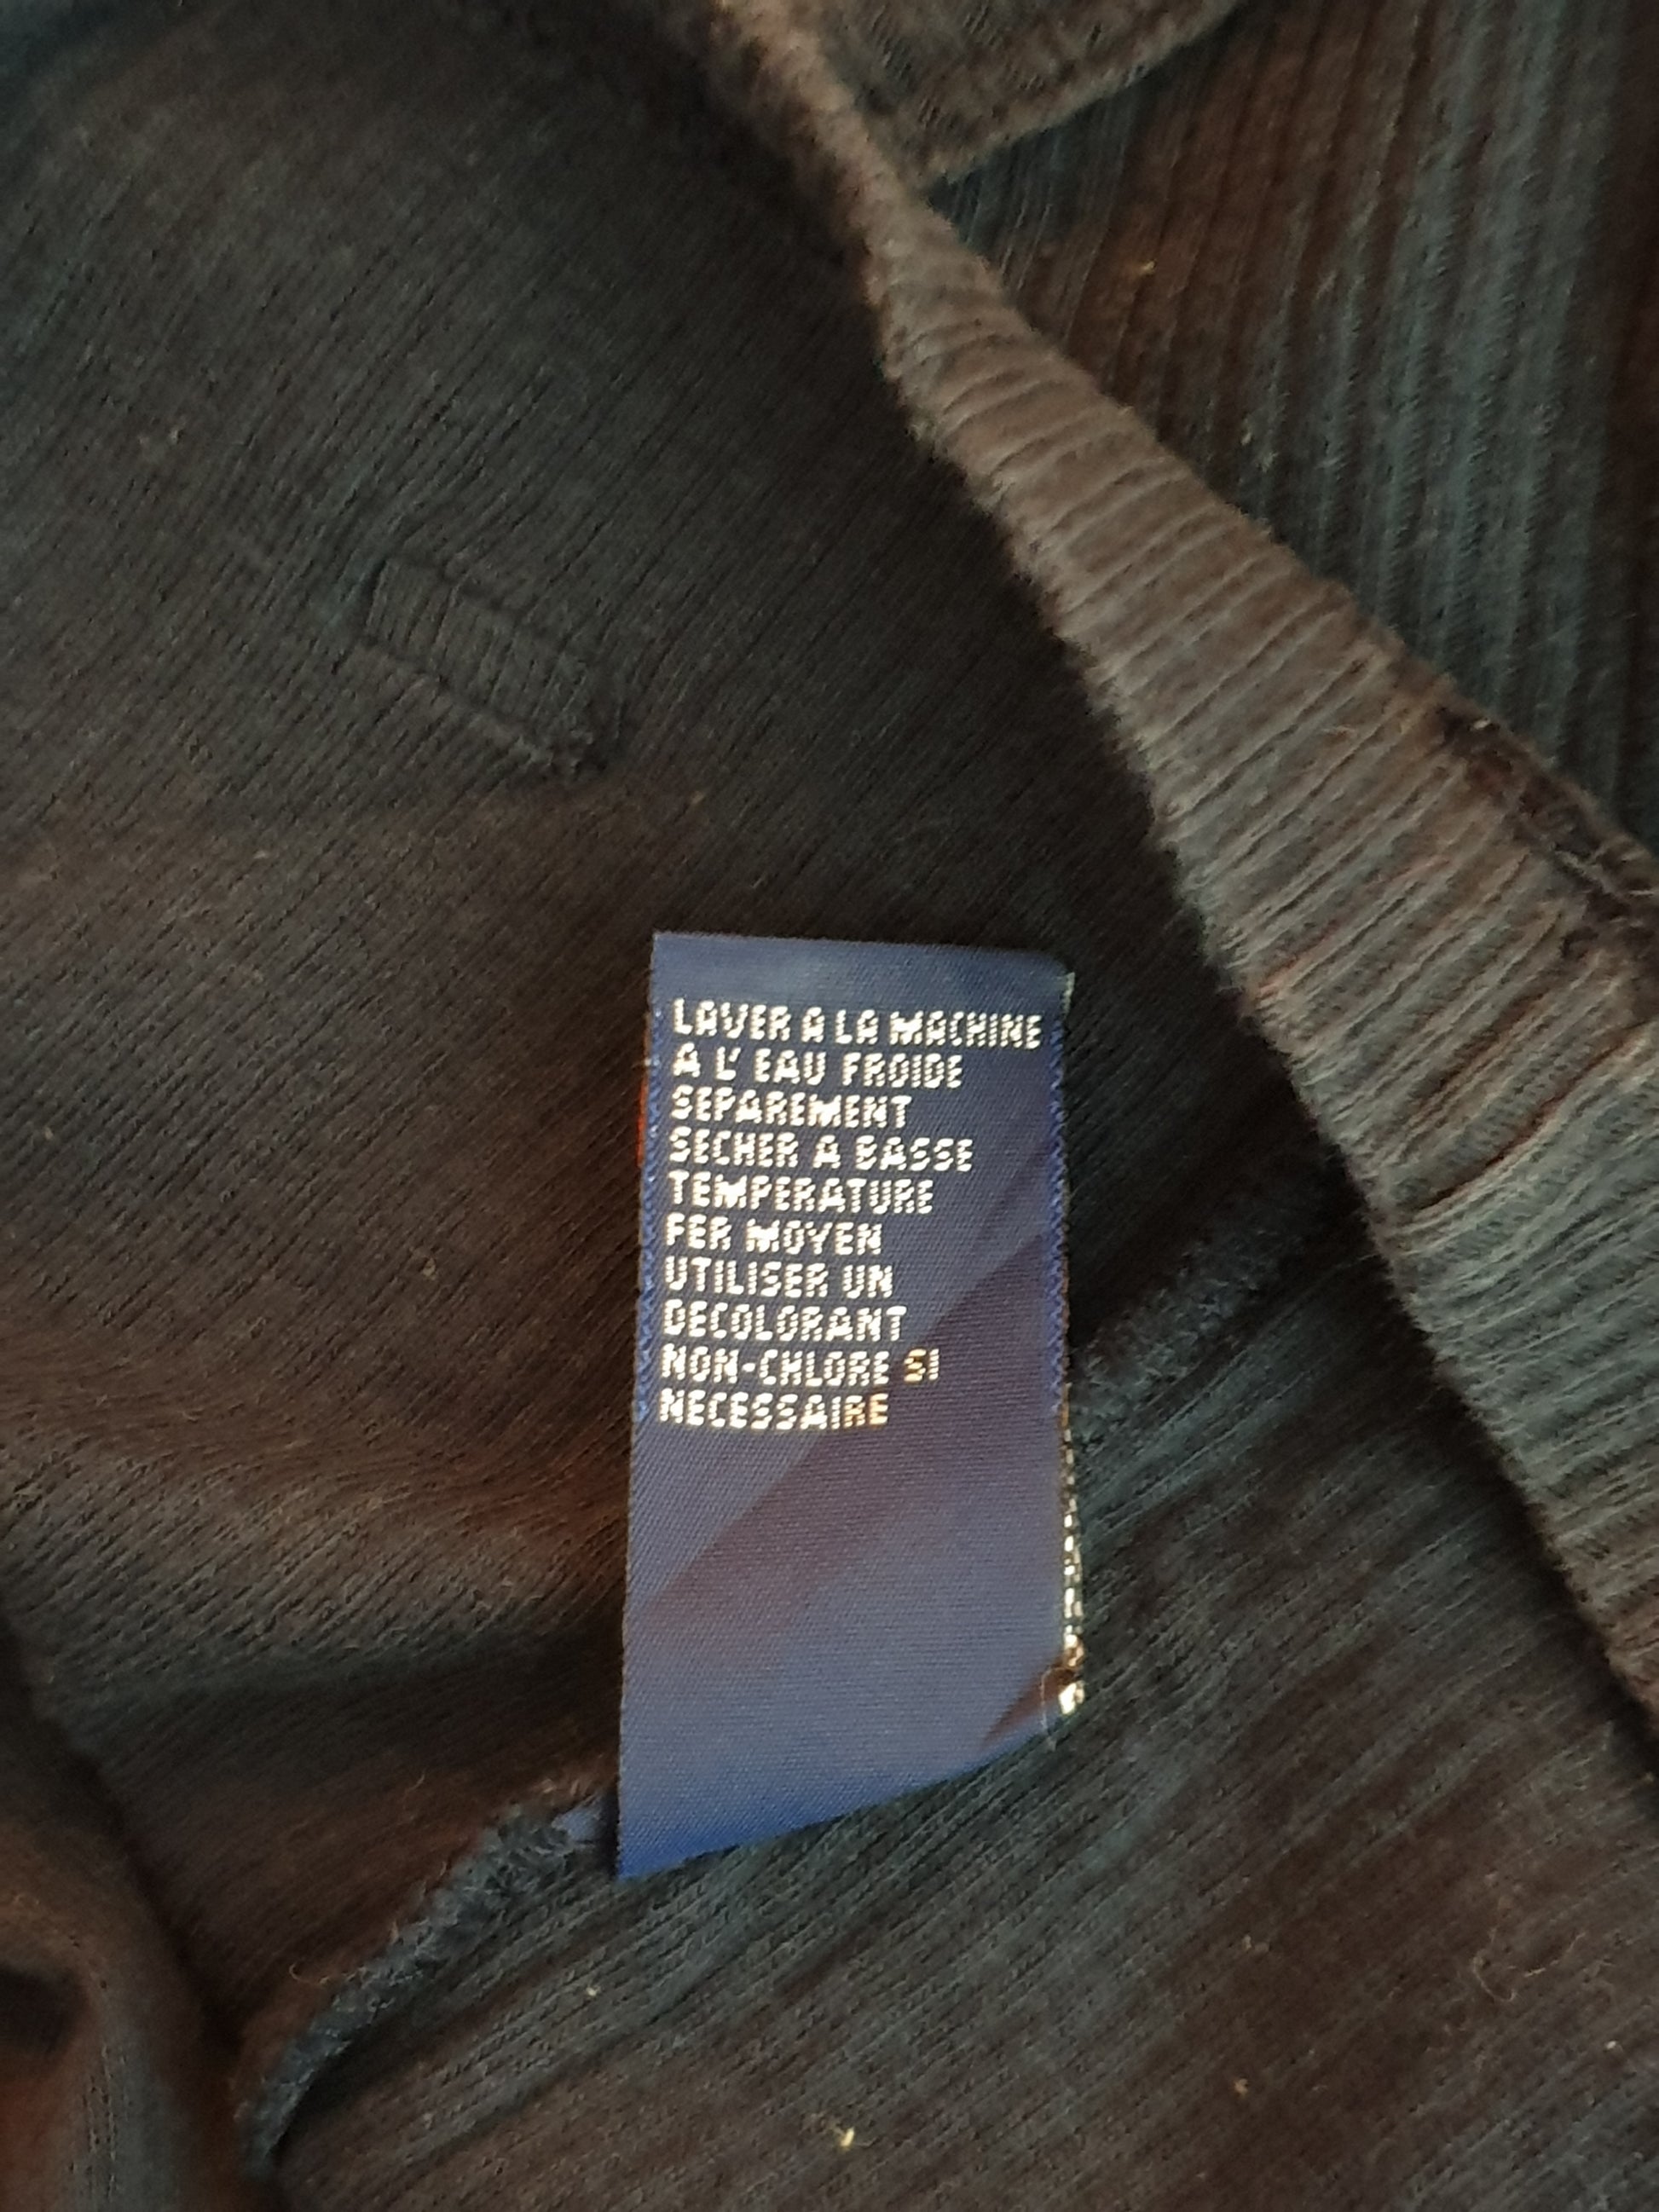 LAVER A LA MACHINE
A L' EAU FROIDE
SEPAREMENT
SECHER A BASSE
TEMPERATURE
FER MOYEN
UTILISER UN
DECOLORANT
NON-CHLORE SI
NECESSAIRE